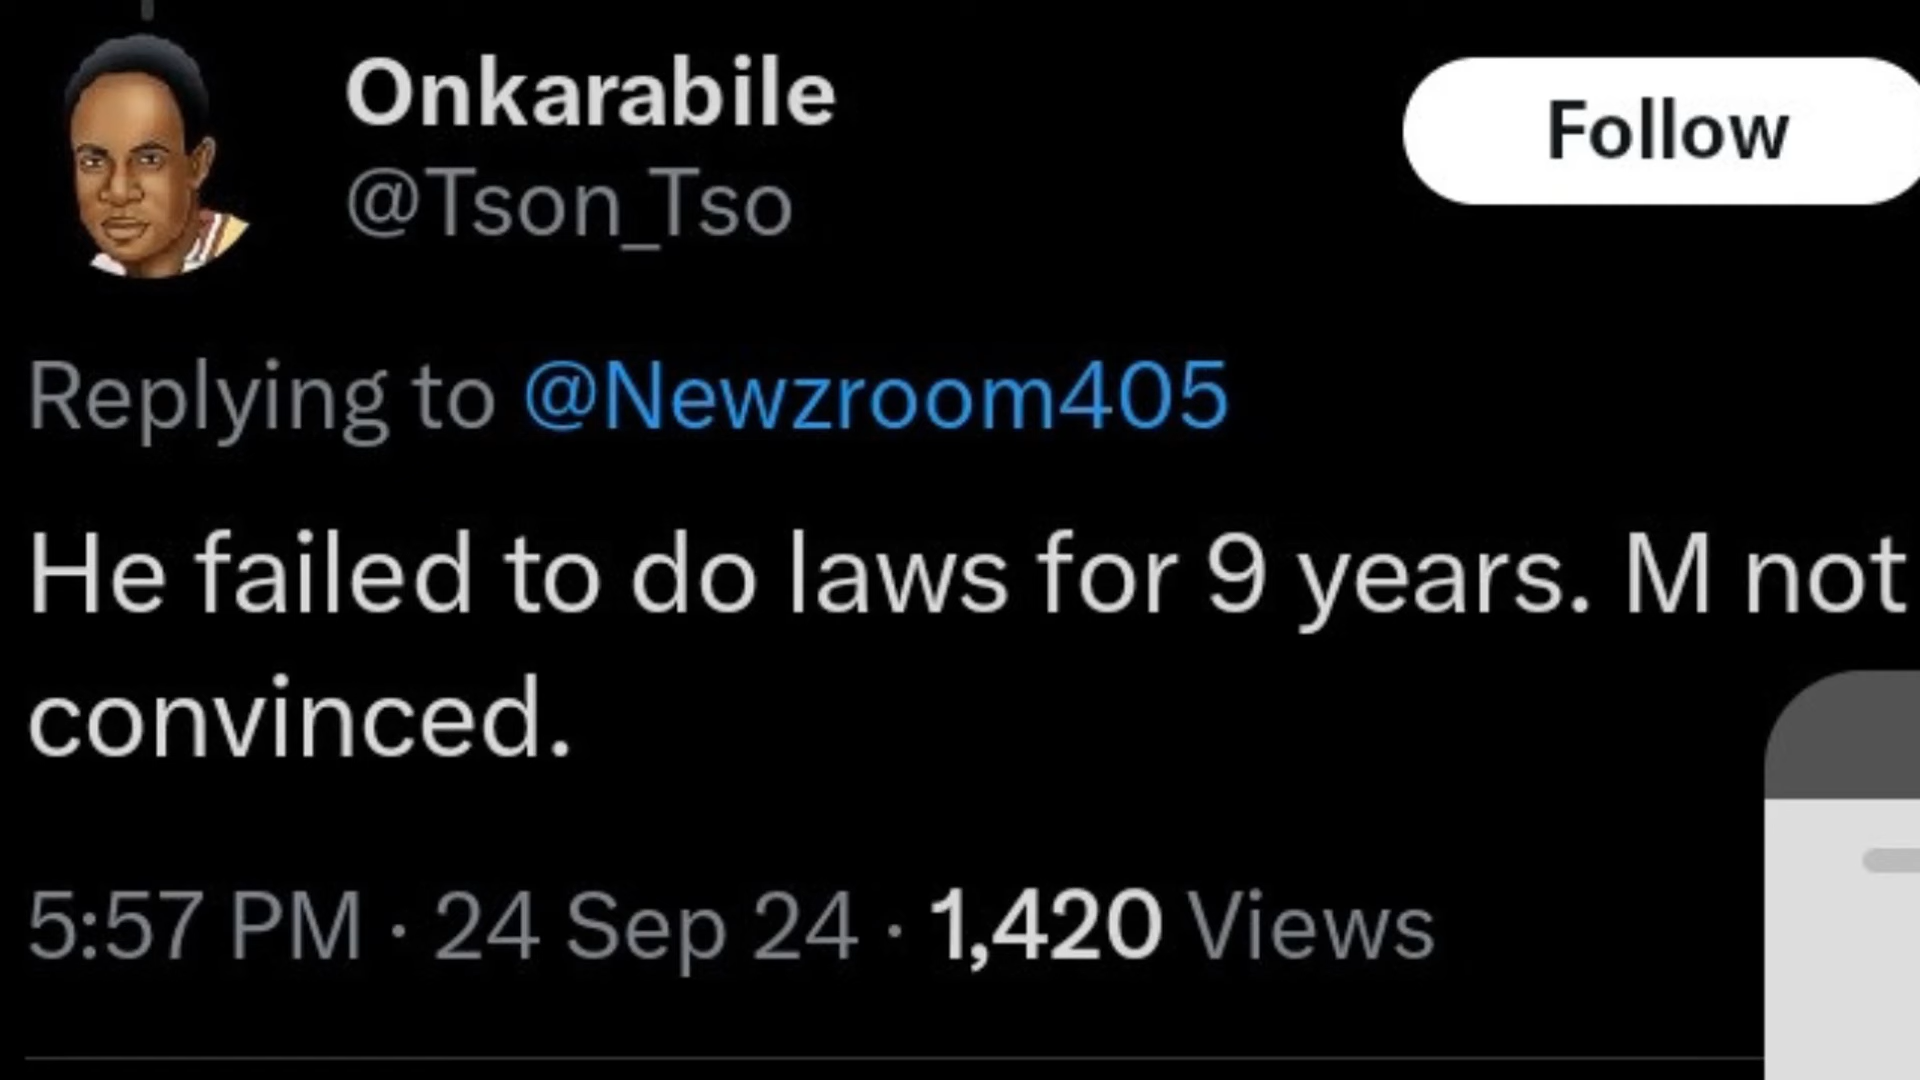 Onkarabile
Follow
@Tson_Tso
Replying to @Newzroom405
He failed to do laws for 9 years. M not
convinced.
5:57 PM · 24 Sep 24 · 1,420 Views